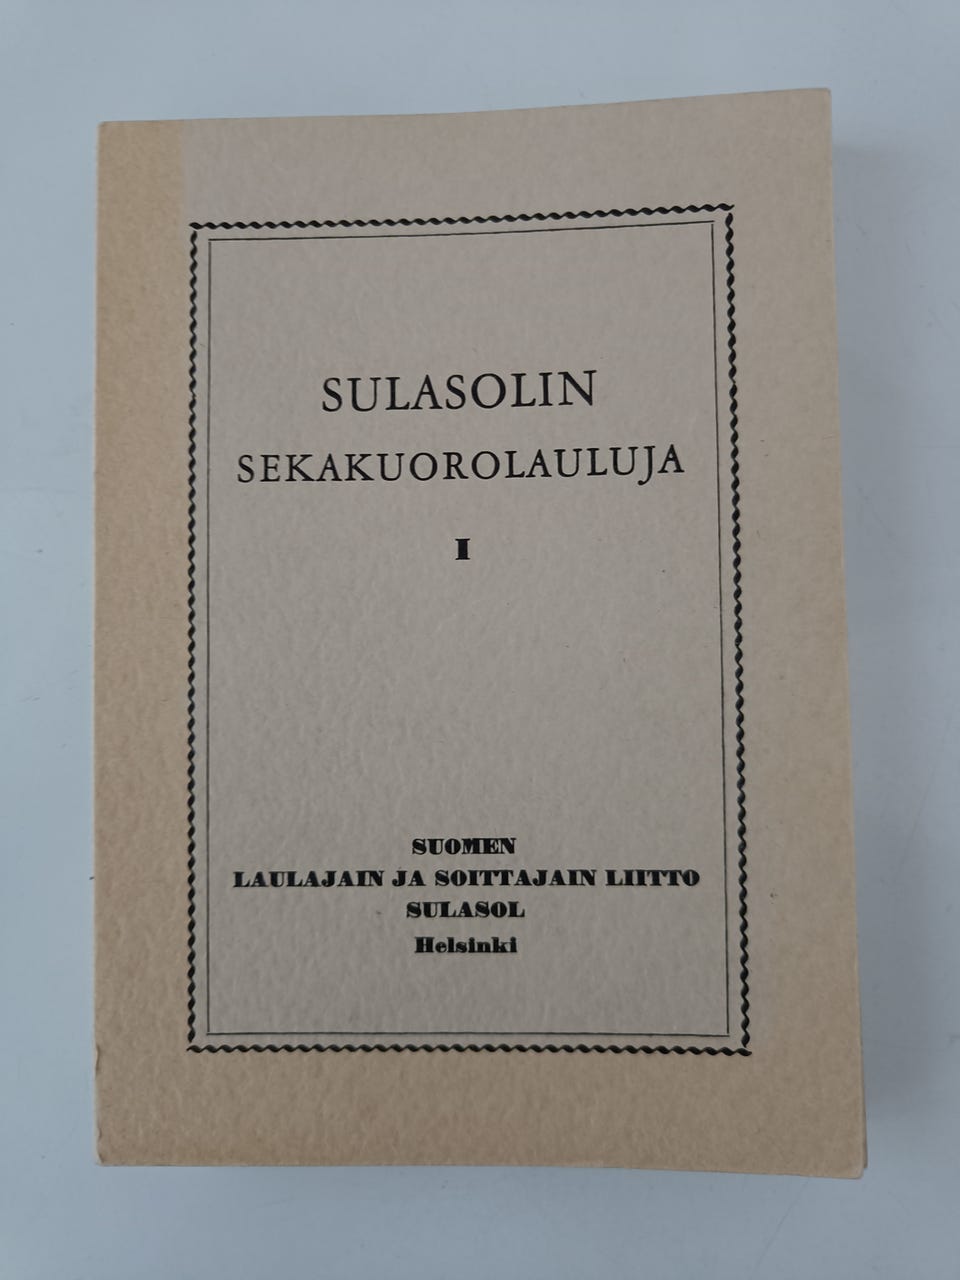 SULASOLIN
SEKAKUOROLAULUJA
I
SUOMEN
LAULAJAIN JA SOITTAJAIN LIITTO
SULASOL
Helsinki